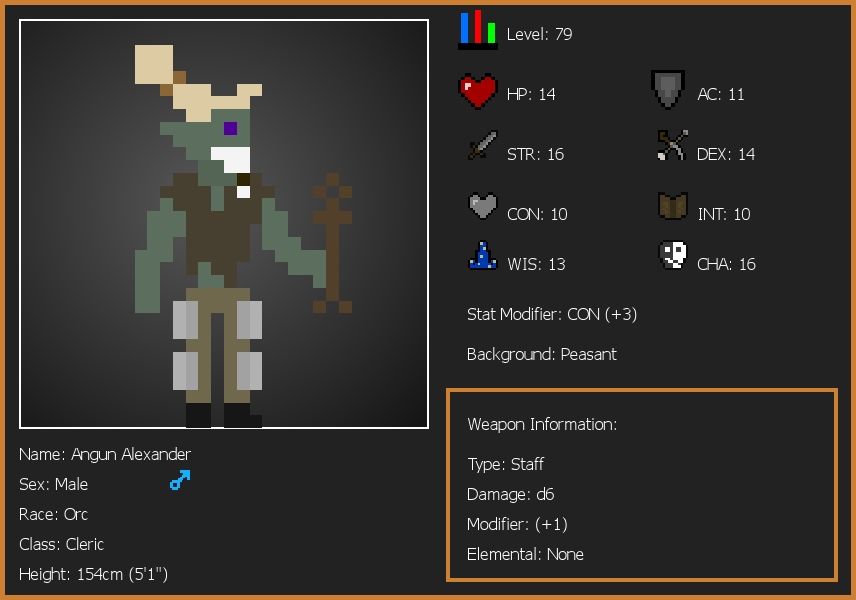 Level: 79
HP: 14
AC: 11
STR: 16
DEX: 14
CON: 10
INT: 10
WIS: 13
CHA: 16
Stat Modifier: CON (+3)
Background: Peasant
Weapon Information:
Type: Staff
Damage: d6
Modifier: (+1)
Elemental: None
Name: Angun Alexander
Sex: Male
Race: Orc
Class: Cleric
Height: 154cm (5'1")